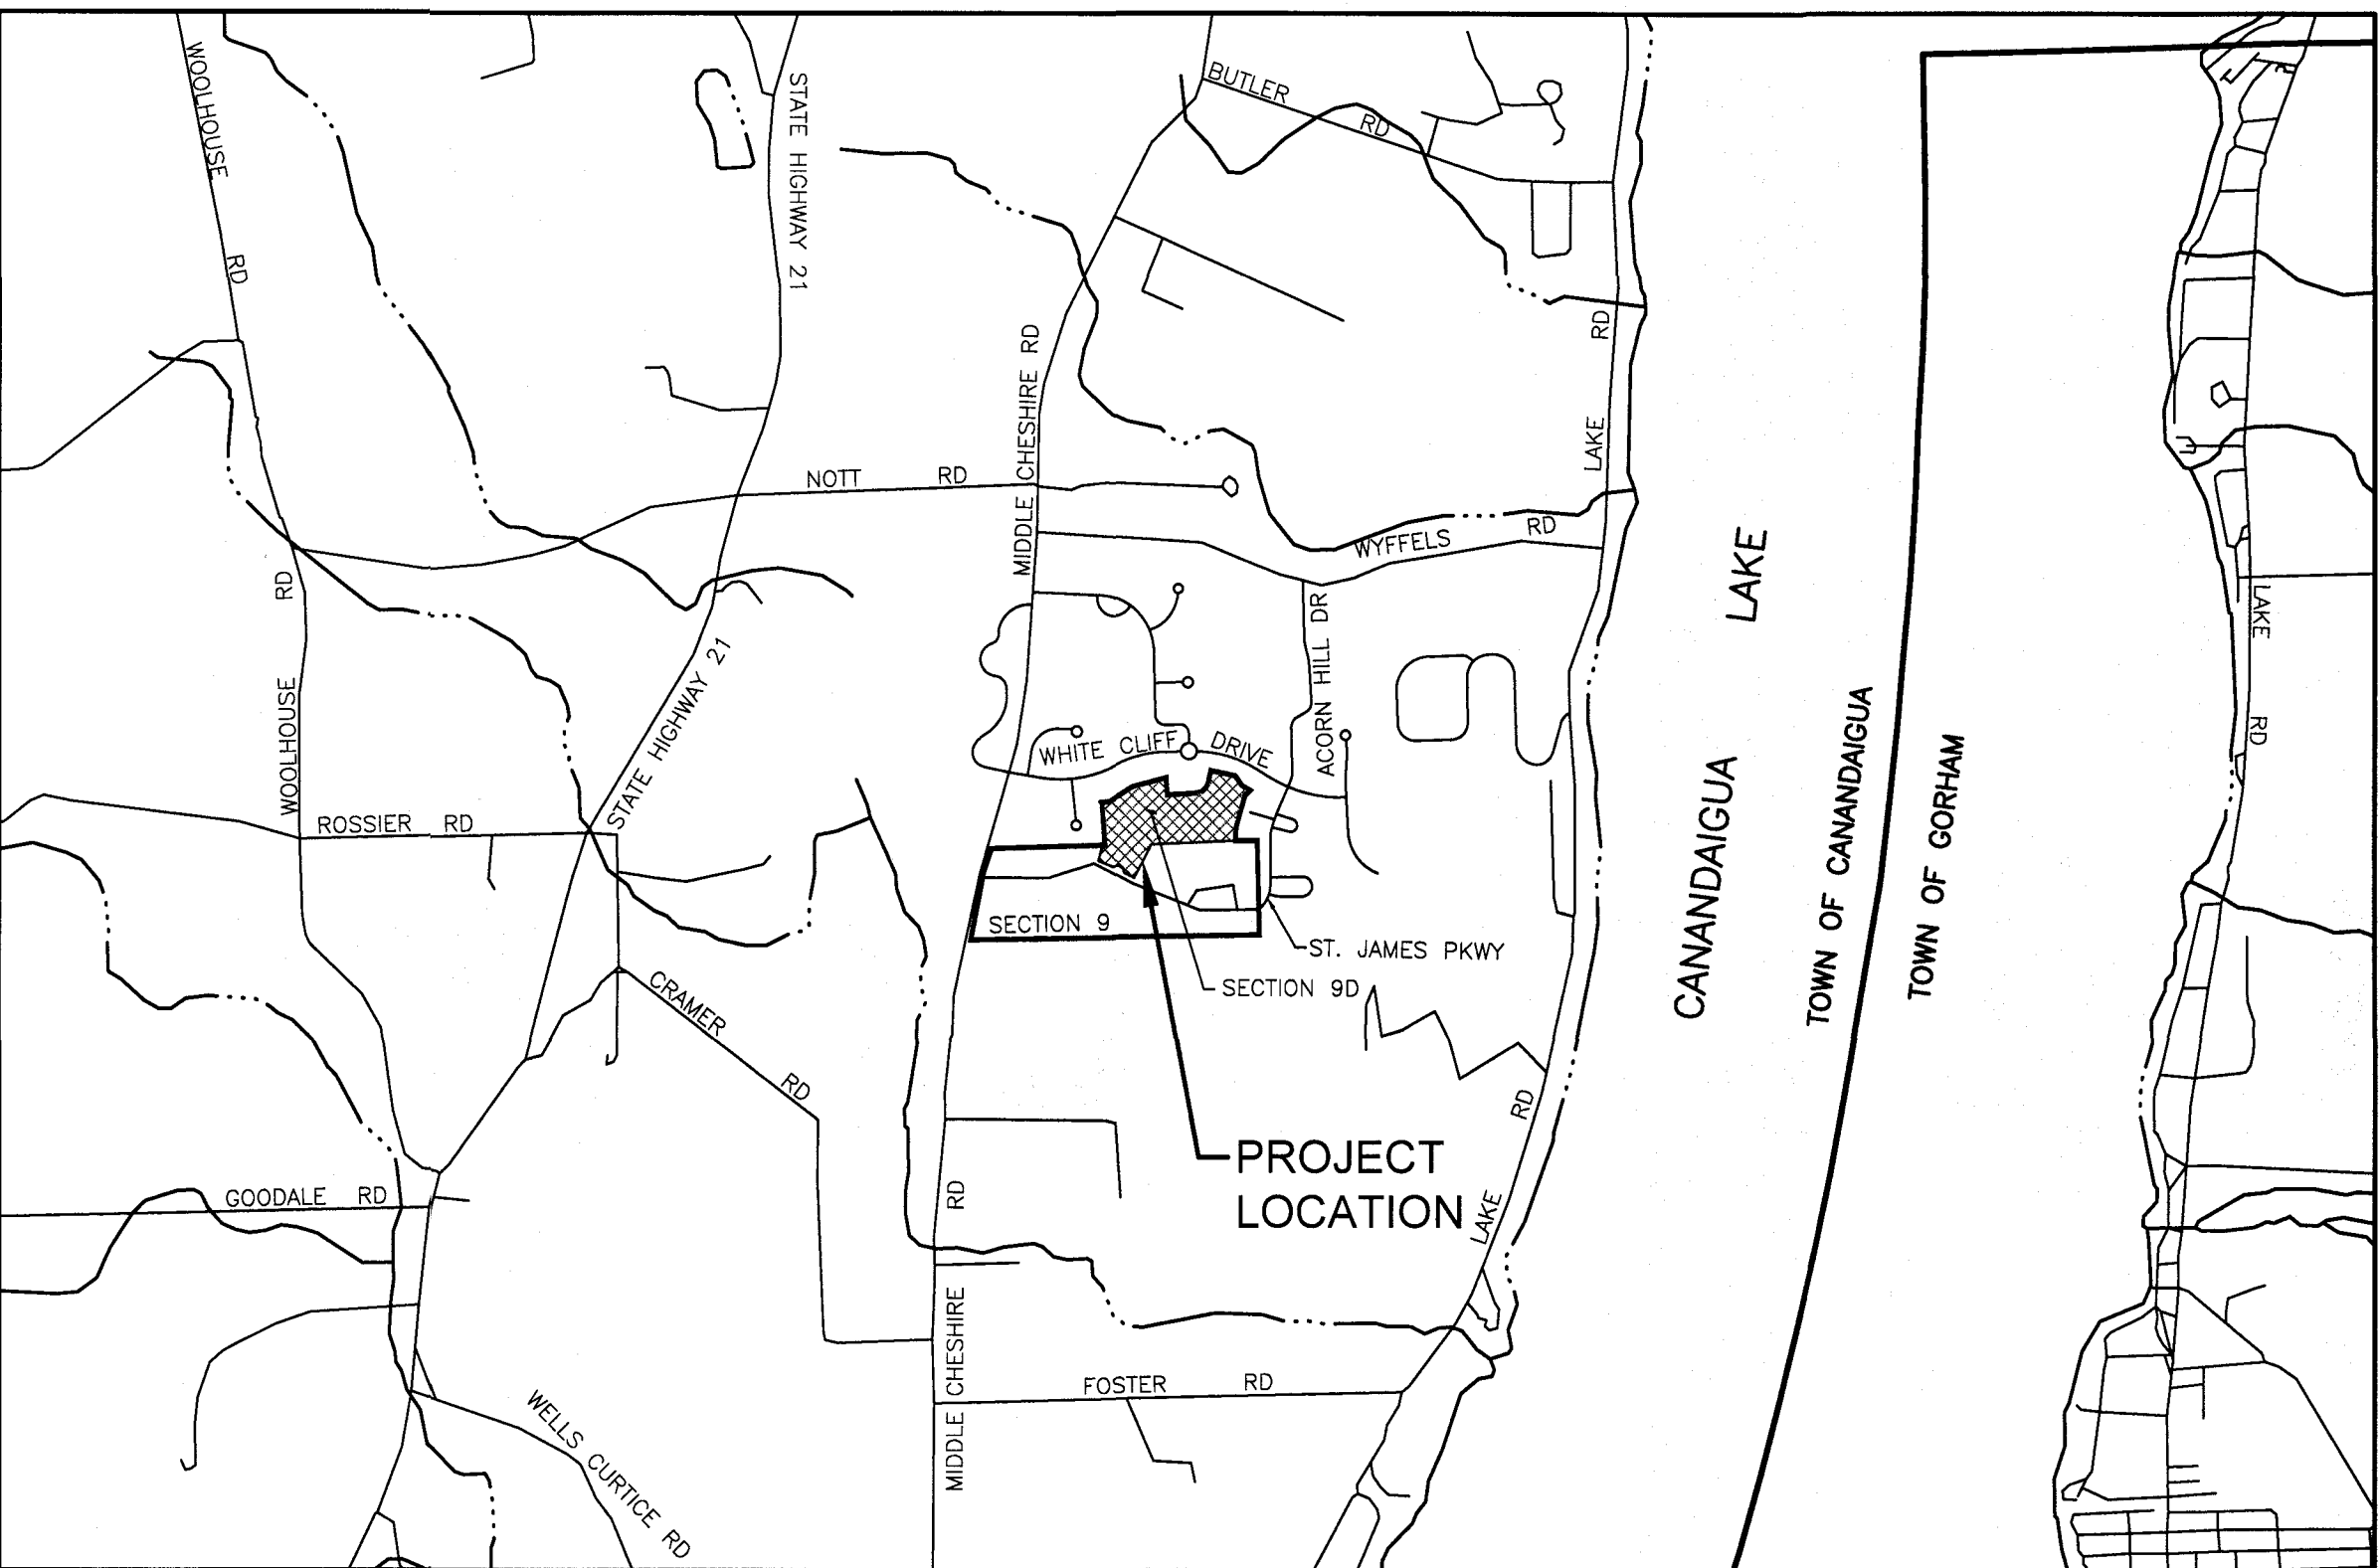 WOOLHOUSE RD
STATE HIGHWAY 21
BUTLER RD
MIDDLE CHESHIRE RD
LAKE RD
NOTT RD
WYFFELS RD
WOOLHOUSE RD
STATE HIGHWAY 21
ACORN HILL DR
WHITE CLIFF DRIVE
CANANDAIGUA LAKE
TOWN OF CANANDAIGUA
TOWN OF GORHAM
LAKE RD
ROSSIER RD
SECTION 9
ST. JAMES PKWY
SECTION 9D
CRAMER RD
PROJECT
LOCATION
LAKE RD
GOODALE RD
MIDDLE CHESHIRE RD
FOSTER RD
WELLS CURTICE RD